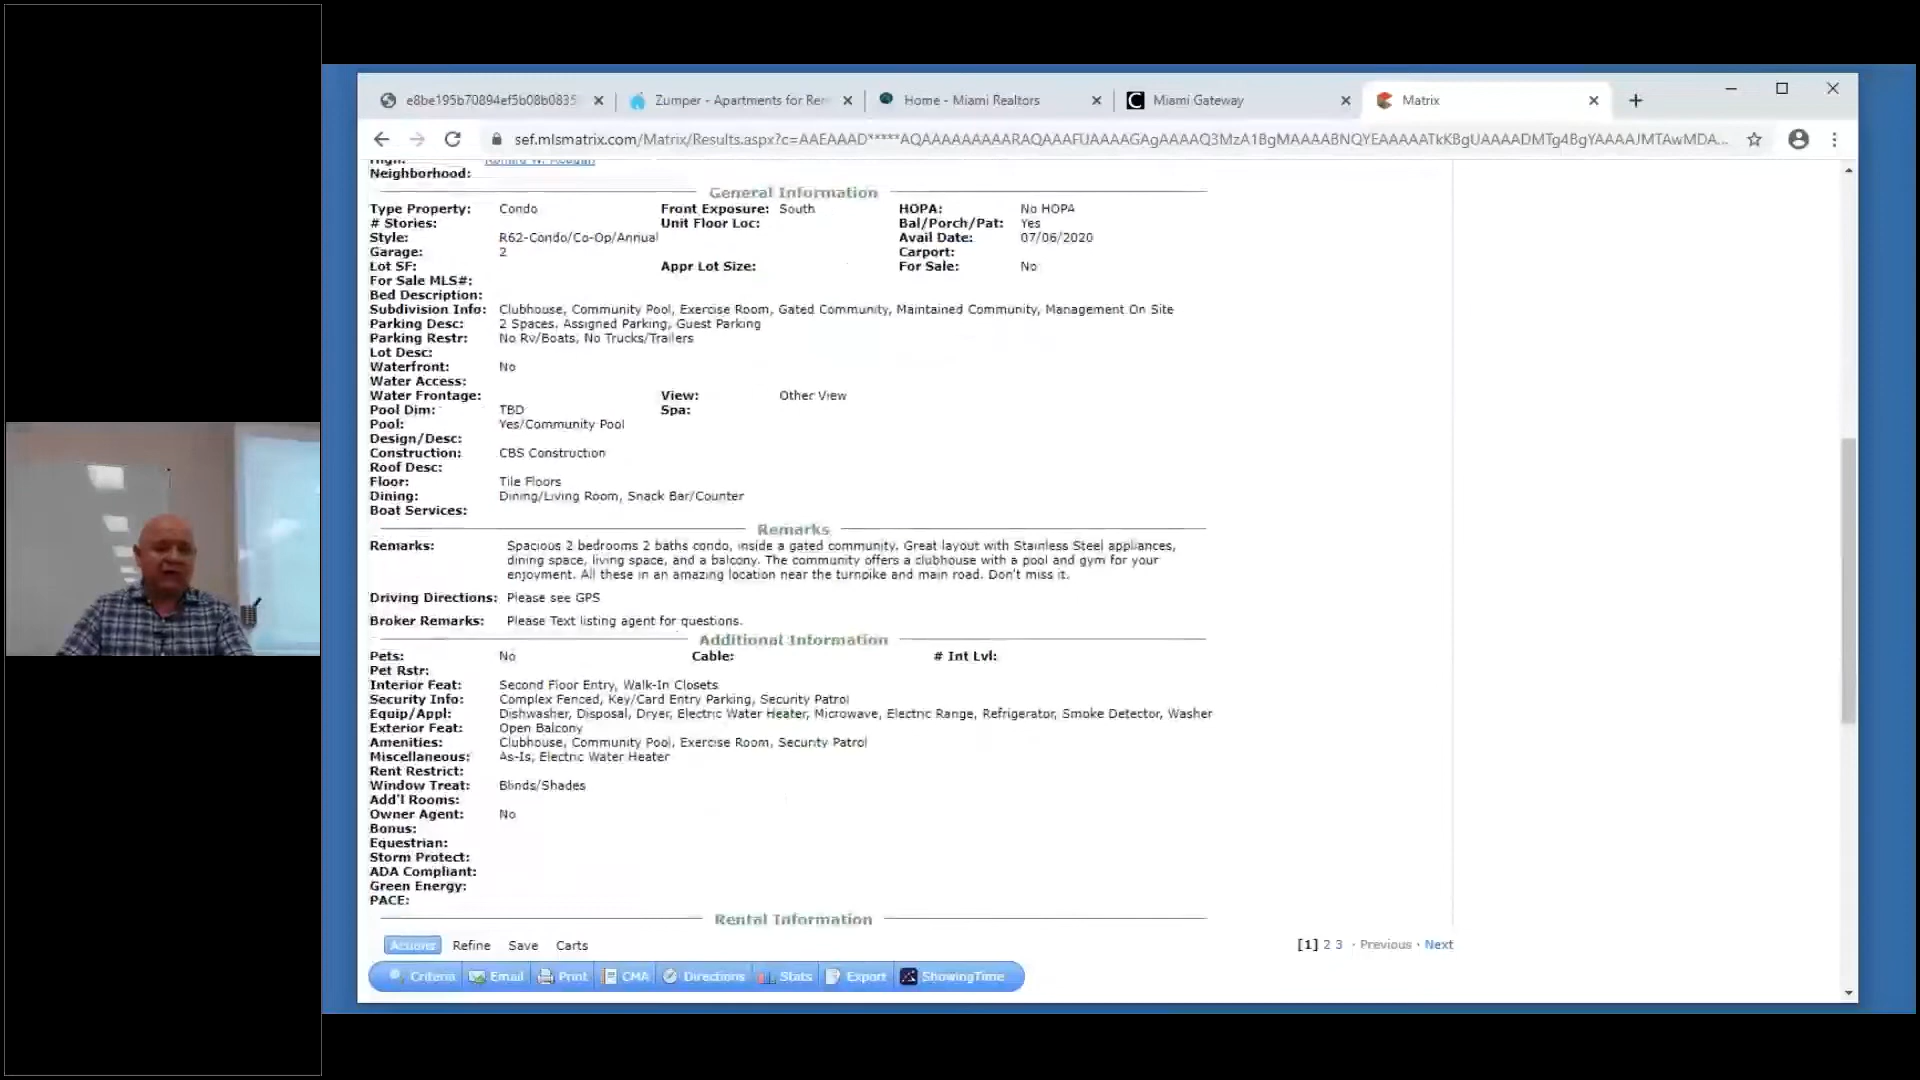 e8be195b70894ef5b08b0835
Zumper - Apartments for Ren
Home - Miami Realtors
Miami Gateway
Matrix
sef.mlsmatrix.com/Matrix/Results.aspx?c=AAEAAAD*****AQAAAAAAAAARAQAAAFUAAAAGAgAAAAQ3MzA1BgMAAAABNQYEAAAAATkKBgUAAAADMTg4BgYAAAAJMTAwMDA...
Neighborhood:
General Information
Type Property: Condo Front Exposure: South HOPA: No HOPA
# Stories: Unit Floor Loc: Bal/Porch/Pat: Yes
Style: R62-Condo/Co-Op/Annual Avail Date: 07/06/2020
Garage: 2 Carport:
Lot SF: Appr Lot Size: For Sale: No
For Sale MLS#:
Bed Description:
Subdivision Info: Clubhouse, Community Pool, Exercise Room, Gated Community, Maintained Community, Management On Site
Parking Desc: 2 Spaces, Assigned Parking, Guest Parking
Parking Restr: No Rv/Boats, No Trucks/Trailers
Lot Desc:
Waterfront: No
Water Access:
Water Frontage: View: Other View
Pool Dim: TBD Spa:
Pool: Yes/Community Pool
Design/Desc:
Construction: CBS Construction
Roof Desc:
Floor: Tile Floors
Dining: Dining/Living Room, Snack Bar/Counter
Boat Services:
Remarks
Remarks: Spacious 2 bedrooms 2 baths condo, inside a gated community. Great layout with Stainless Steel appliances,
dining space, living space, and a balcony. The community offers a clubhouse with a pool and gym for your
enjoyment. All these in an amazing location near the turnpike and main road. Don't miss it.
Driving Directions: Please see GPS
Broker Remarks: Please Text listing agent for questions.
Additional Information
Pets: No Cable: # Int Lvl:
Pet Rstr:
Interior Feat: Second Floor Entry, Walk-In Closets
Security Info: Complex Fenced, Key/Card Entry Parking, Security Patrol
Equip/Appl: Dishwasher, Disposal, Dryer, Electric Water Heater, Microwave, Electric Range, Refrigerator, Smoke Detector, Washer
Exterior Feat: Open Balcony
Amenities: Clubhouse, Community Pool, Exercise Room, Security Patrol
Miscellaneous: As-Is, Electric Water Heater
Rent Restrict:
Window Treat: Blinds/Shades
Add'l Rooms:
Owner Agent: No
Bonus:
Equestrian:
Storm Protect:
ADA Compliant:
Green Energy:
PACE:
Rental Information
Actions Refine Save Carts
[1] 2 3 · Previous · Next
Criteria Email Print CMA Directions Stats Export ShowingTime